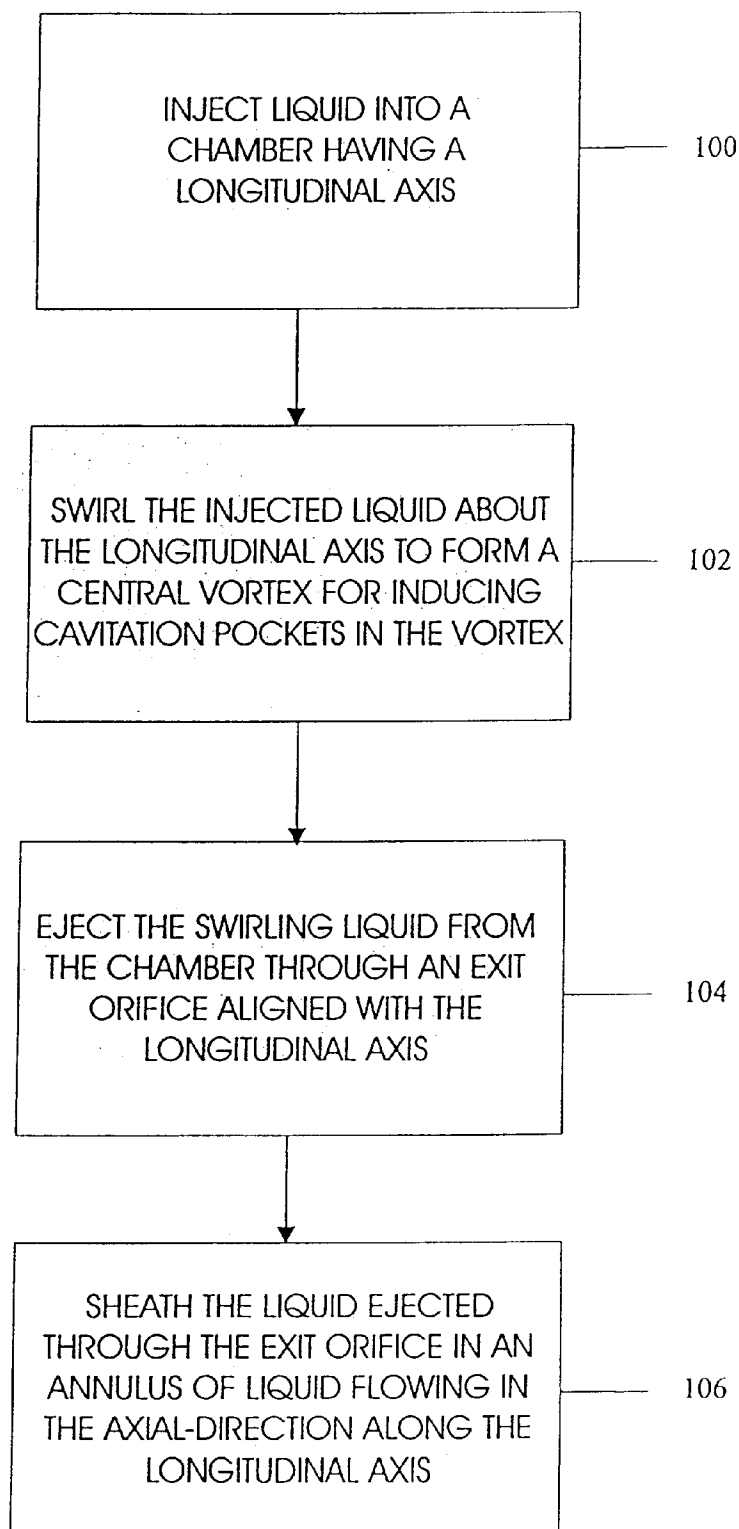 INJECT LIQUID INTO A
CHAMBER HAVING A
LONGITUDINAL AXIS
100
SWIRL THE INJECTED LIQUID ABOUT
THE LONGITUDINAL AXIS TO FORM A
CENTRAL VORTEX FOR INDUCING
CAVITATION POCKETS IN THE VORTEX
102
EJECT THE SWIRLING LIQUID FROM
THE CHAMBER THROUGH AN EXIT
ORIFICE ALIGNED WITH THE
LONGITUDINAL AXIS
104
SHEATH THE LIQUID EJECTED
THROUGH THE EXIT ORIFICE IN AN
ANNULUS OF LIQUID FLOWING IN
THE AXIAL-DIRECTION ALONG THE
LONGITUDINAL AXIS
106